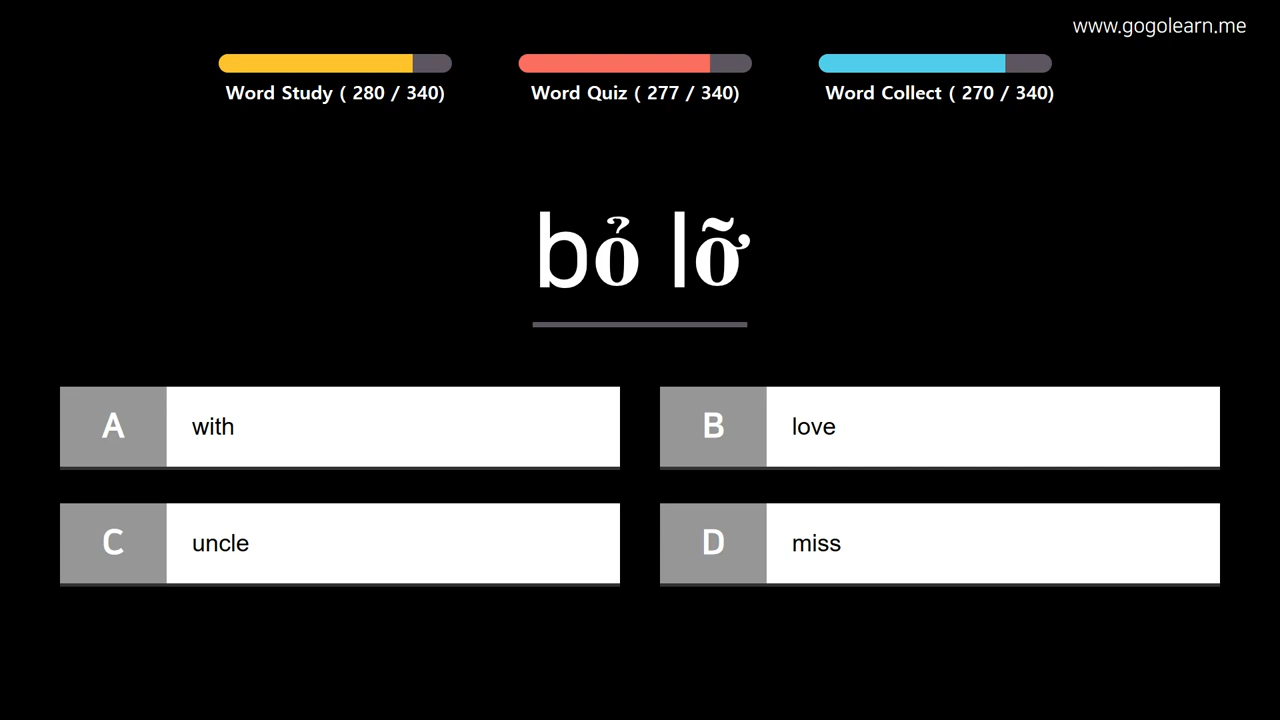 www.gogolearn.me
Word Study ( 280 / 340)
Word Quiz ( 277 / 340)
Word Collect ( 270 / 340)
bỏ lỡ
A with
B love
C uncle
D miss